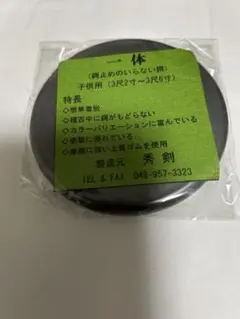 一体
(鍔止めのいらない鍔)
子供用(3尺2寸〜3尺6寸)
特長
◇簡単着脱
◇稽古中に鍔がもどらない
◇カラーバリエーションに富んでいる
◇衝撃に優れている…
◇摩擦に強い上質ゴムを使用
製造元 秀剣
TEL & FAX 048-957-3323